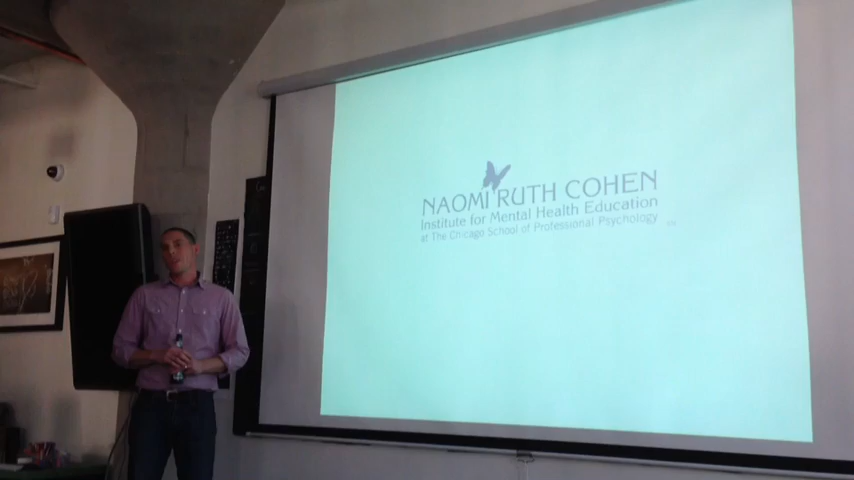 NAOMI RUTH COHEN
Institute for Mental Health Education
at The Chicago School of Professional Psychology